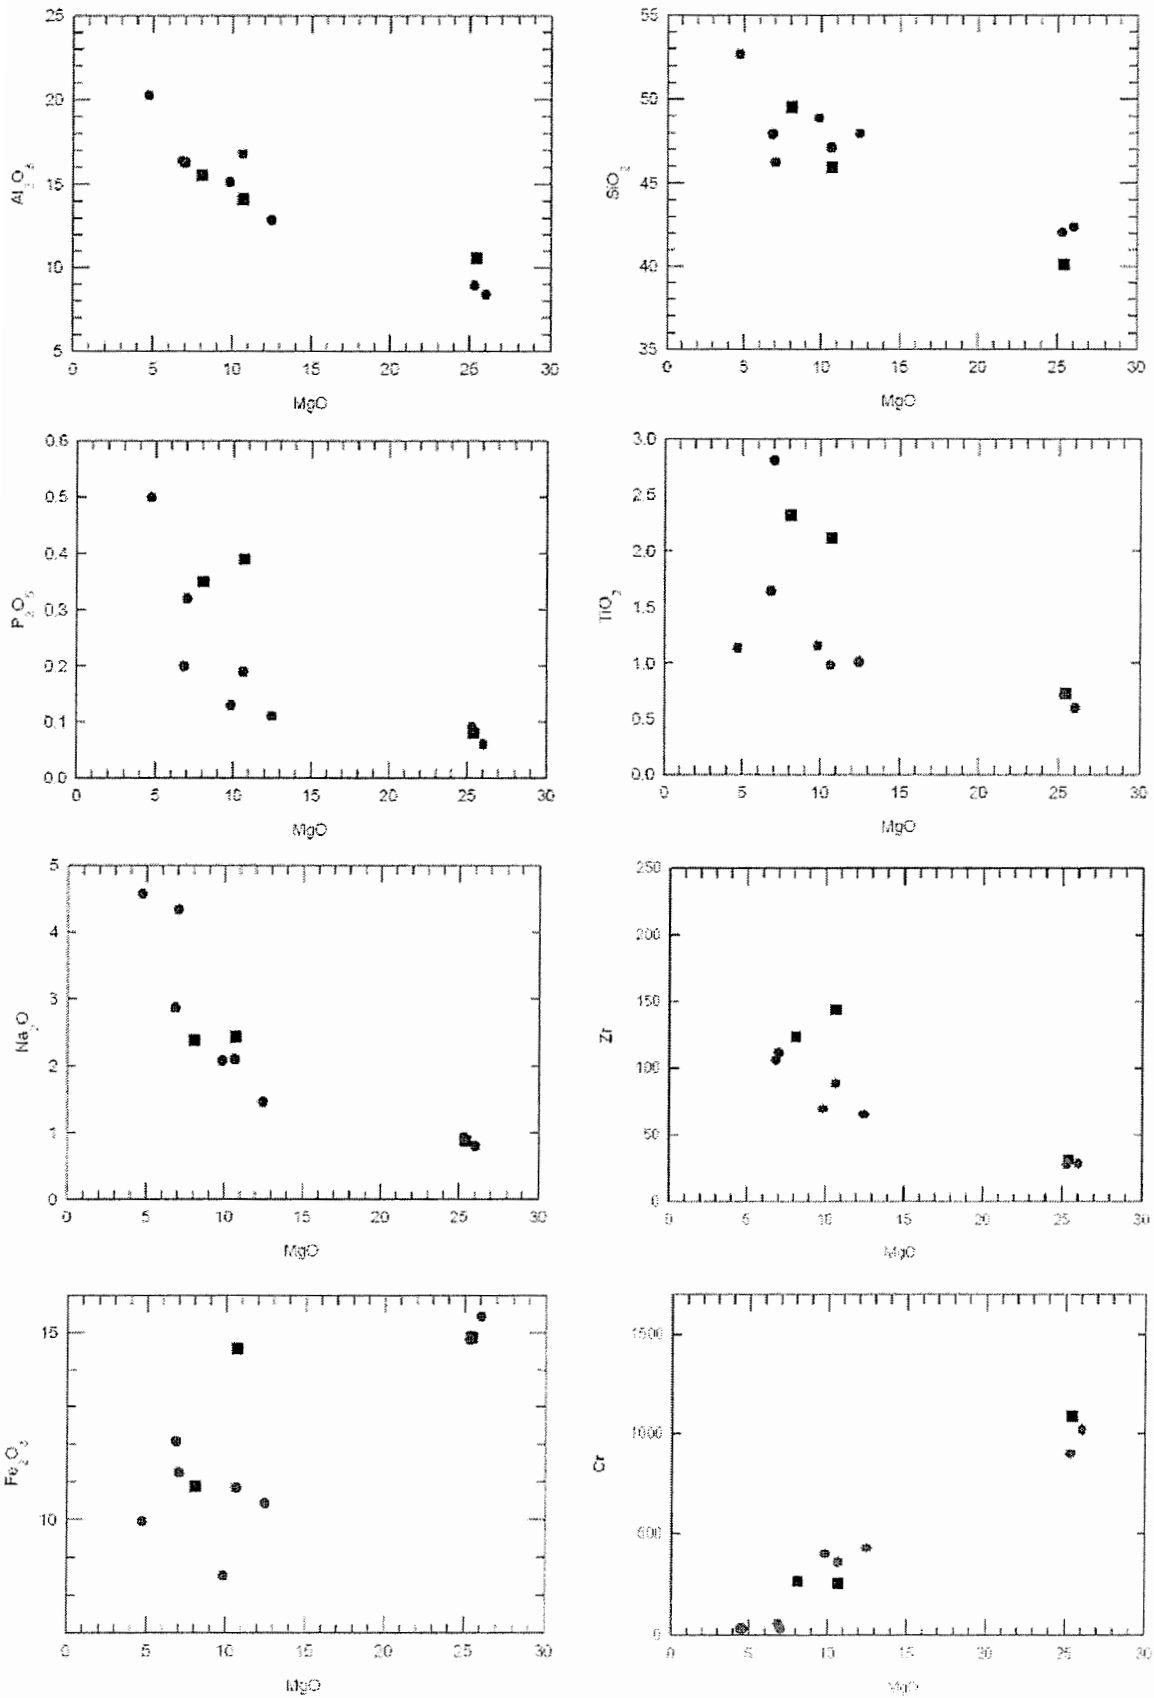 25
20
15
10
5
Al2O3
0 5 10 15 20 25 30
MgO
55
50
45
40
35
SiO2
0 5 10 15 20 25 30
MgO
0.6
0.5
0.4
0.3
0.2
0.1
0.0
P2O5
0 5 10 15 20 25 30
MgO
3.0
2.5
2.0
1.5
1.0
0.5
0.0
TiO2
0 5 10 15 20 25 30
MgO
5
4
3
2
1
0
Na2O
0 5 10 15 20 25 30
MgO
250
200
150
100
50
0
Zr
0 5 10 15 20 25 30
MgO
15
10
Fe2O3
0 5 10 15 20 25 30
MgO
1500
1000
500
0
Cr
0 5 10 15 20 25 30
MgO